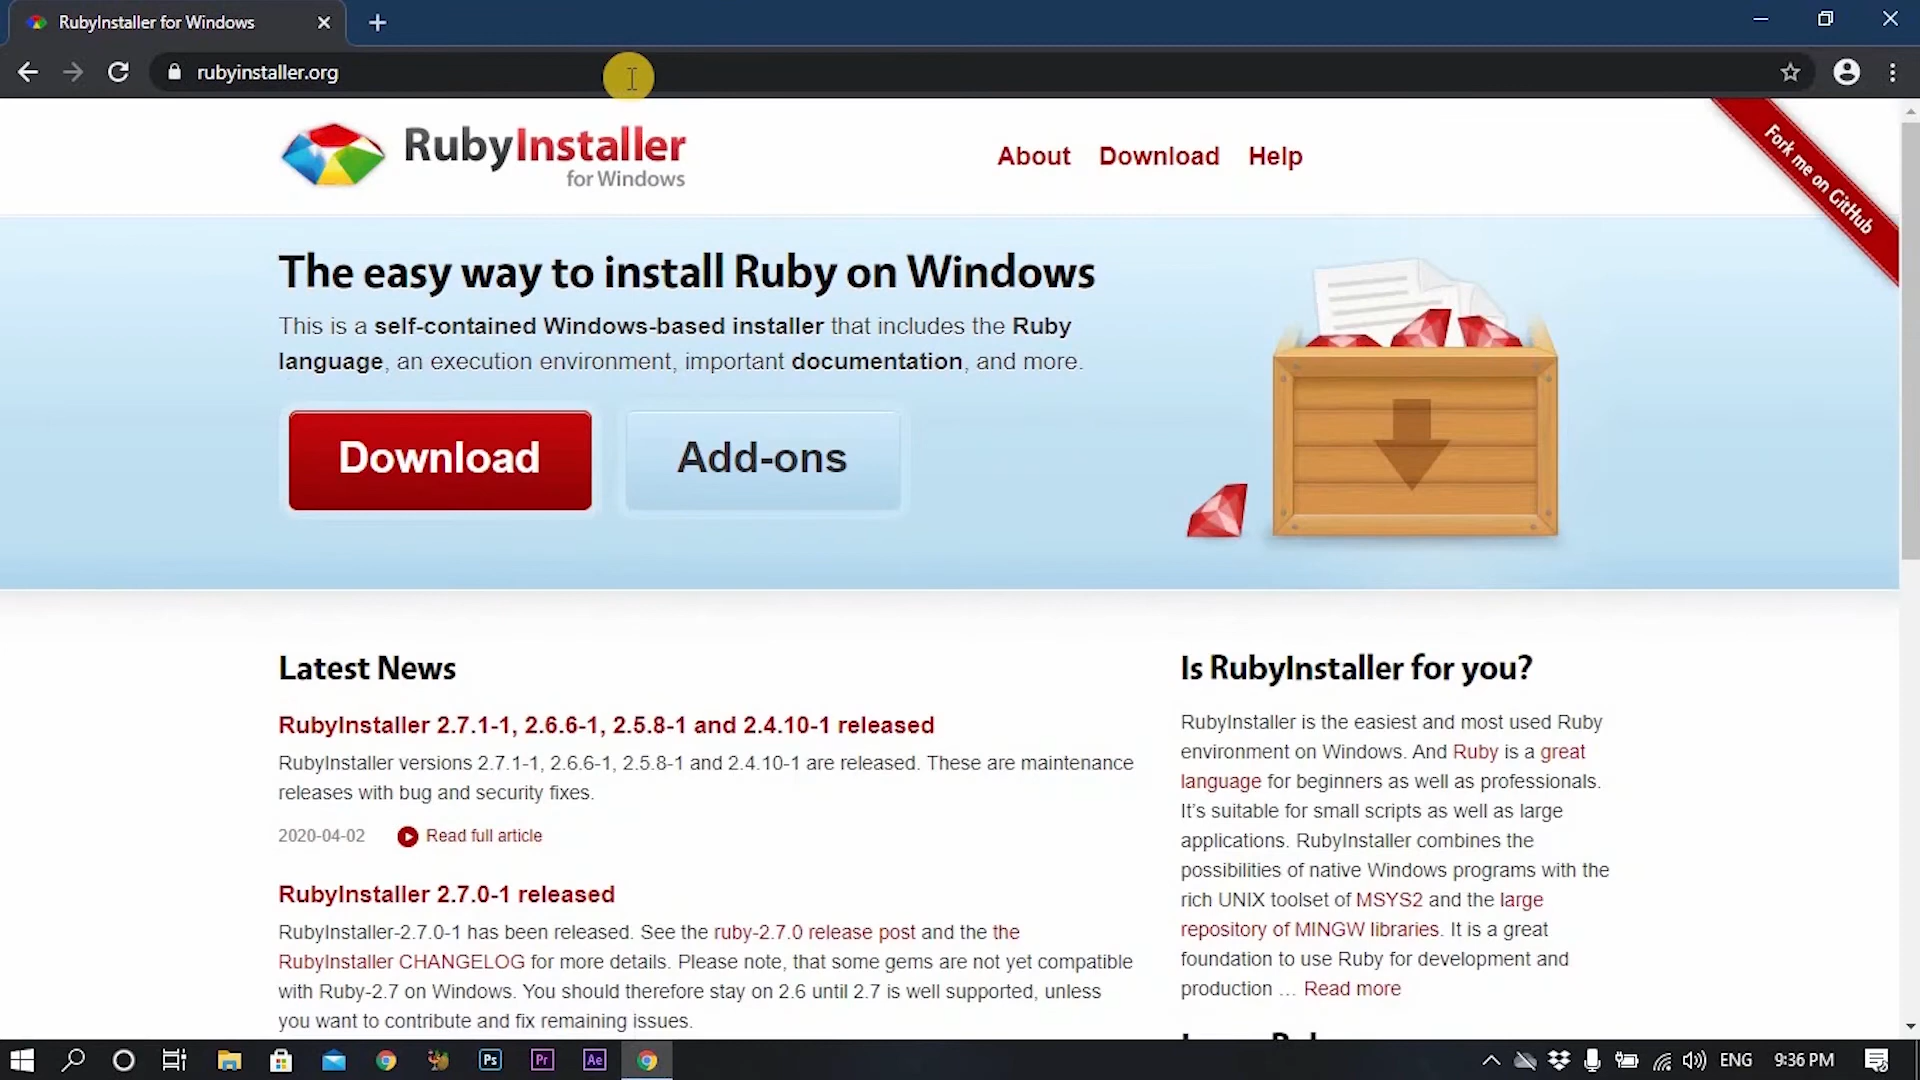 RubyInstaller for Windows
rubyinstaller.org
RubyInstaller
for Windows
About Download Help
Fork me on GitHub
The easy way to install Ruby on Windows
This is a self-contained Windows-based installer that includes the Ruby
language, an execution environment, important documentation, and more.
Download
Add-ons
Latest News
RubyInstaller 2.7.1-1, 2.6.6-1, 2.5.8-1 and 2.4.10-1 released
RubyInstaller versions 2.7.1-1, 2.6.6-1, 2.5.8-1 and 2.4.10-1 are released. These are maintenance
releases with bug and security fixes.
2020-04-02 Read full article
RubyInstaller 2.7.0-1 released
RubyInstaller-2.7.0-1 has been released. See the ruby-2.7.0 release post and the the
RubyInstaller CHANGELOG for more details. Please note, that some gems are not yet compatible
with Ruby-2.7 on Windows. You should therefore stay on 2.6 until 2.7 is well supported, unless
you want to contribute and fix remaining issues.
Is RubyInstaller for you?
RubyInstaller is the easiest and most used Ruby
environment on Windows. And Ruby is a great
language for beginners as well as professionals.
It's suitable for small scripts as well as large
applications. RubyInstaller combines the
possibilities of native Windows programs with the
rich UNIX toolset of MSYS2 and the large
repository of MINGW libraries. It is a great
foundation to use Ruby for development and
production … Read more
Ps Pr Ae
ENG 9:36 PM